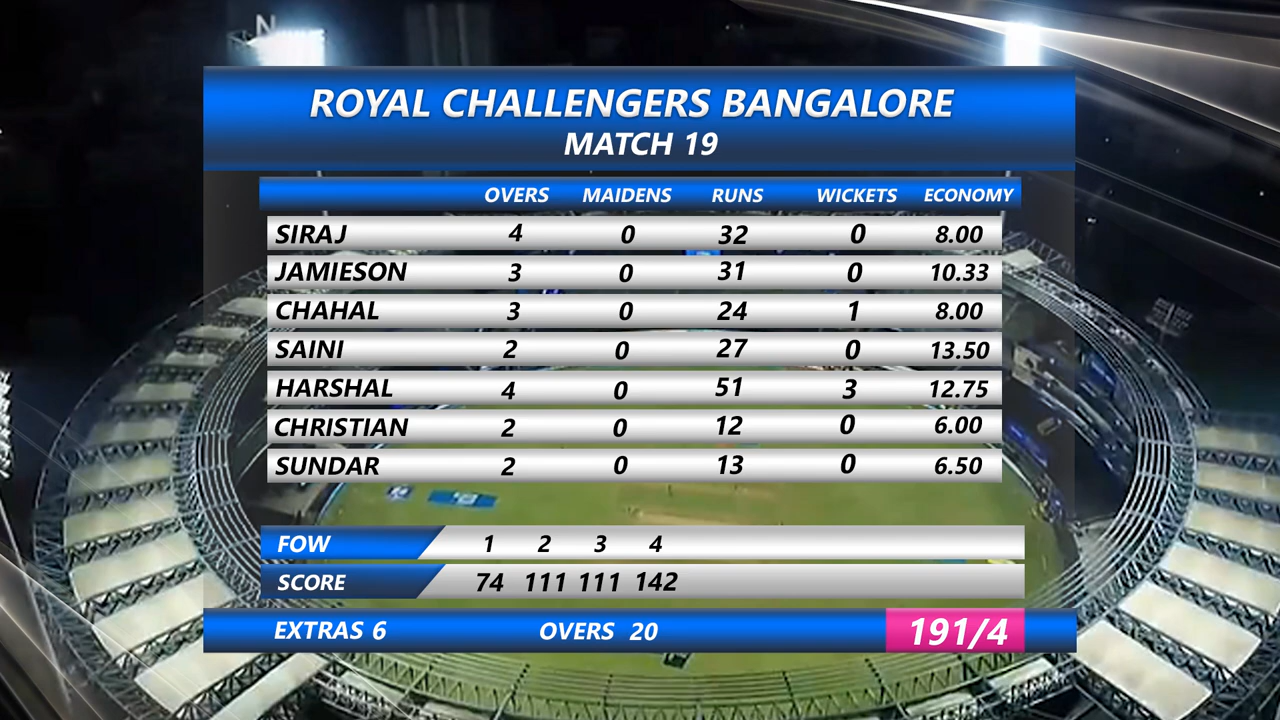 N
ROYAL CHALLENGERS BANGALORE
MATCH 19
OVERS MAIDENS RUNS WICKETS ECONOMY
SIRAJ 4 0 32 0 8.00
JAMIESON 3 0 31 0 10.33
CHAHAL 3 0 24 1 8.00
SAINI 2 0 27 0 13.50
HARSHAL 4 0 51 3 12.75
CHRISTIAN 2 0 12 0 6.00
SUNDAR 2 0 13 0 6.50
FOW 1 2 3 4
SCORE 74 111 111 142
EXTRAS 6 OVERS 20 191/4